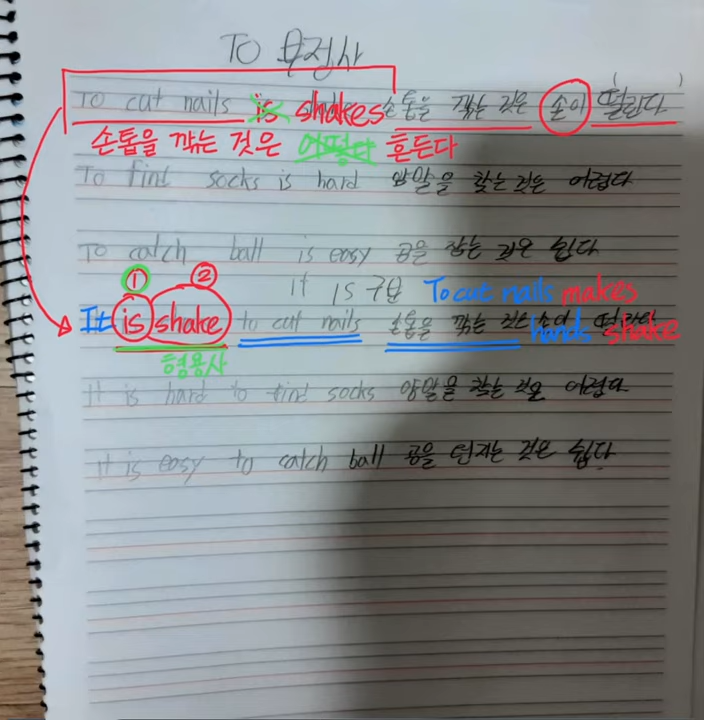 TO 부정사
To cut nails is shakes 손톱을 깎는 것은 손이 떨린다
손톱을 깎는 것은 어떻다 흔든다
To find socks is hard 양말을 찾는 것은 어렵다
To catch ball is easy 공을 잡는 것은 쉽다
① ②
it is 구문 To cut nails makes
It is shake to cut nails 손톱을 깎는 것은 손이 떨린다 hands shake
형용사
It is hard to find socks 양말을 찾는 것은 어렵다
It is easy to catch ball 공을 던지는 것은 쉽다.